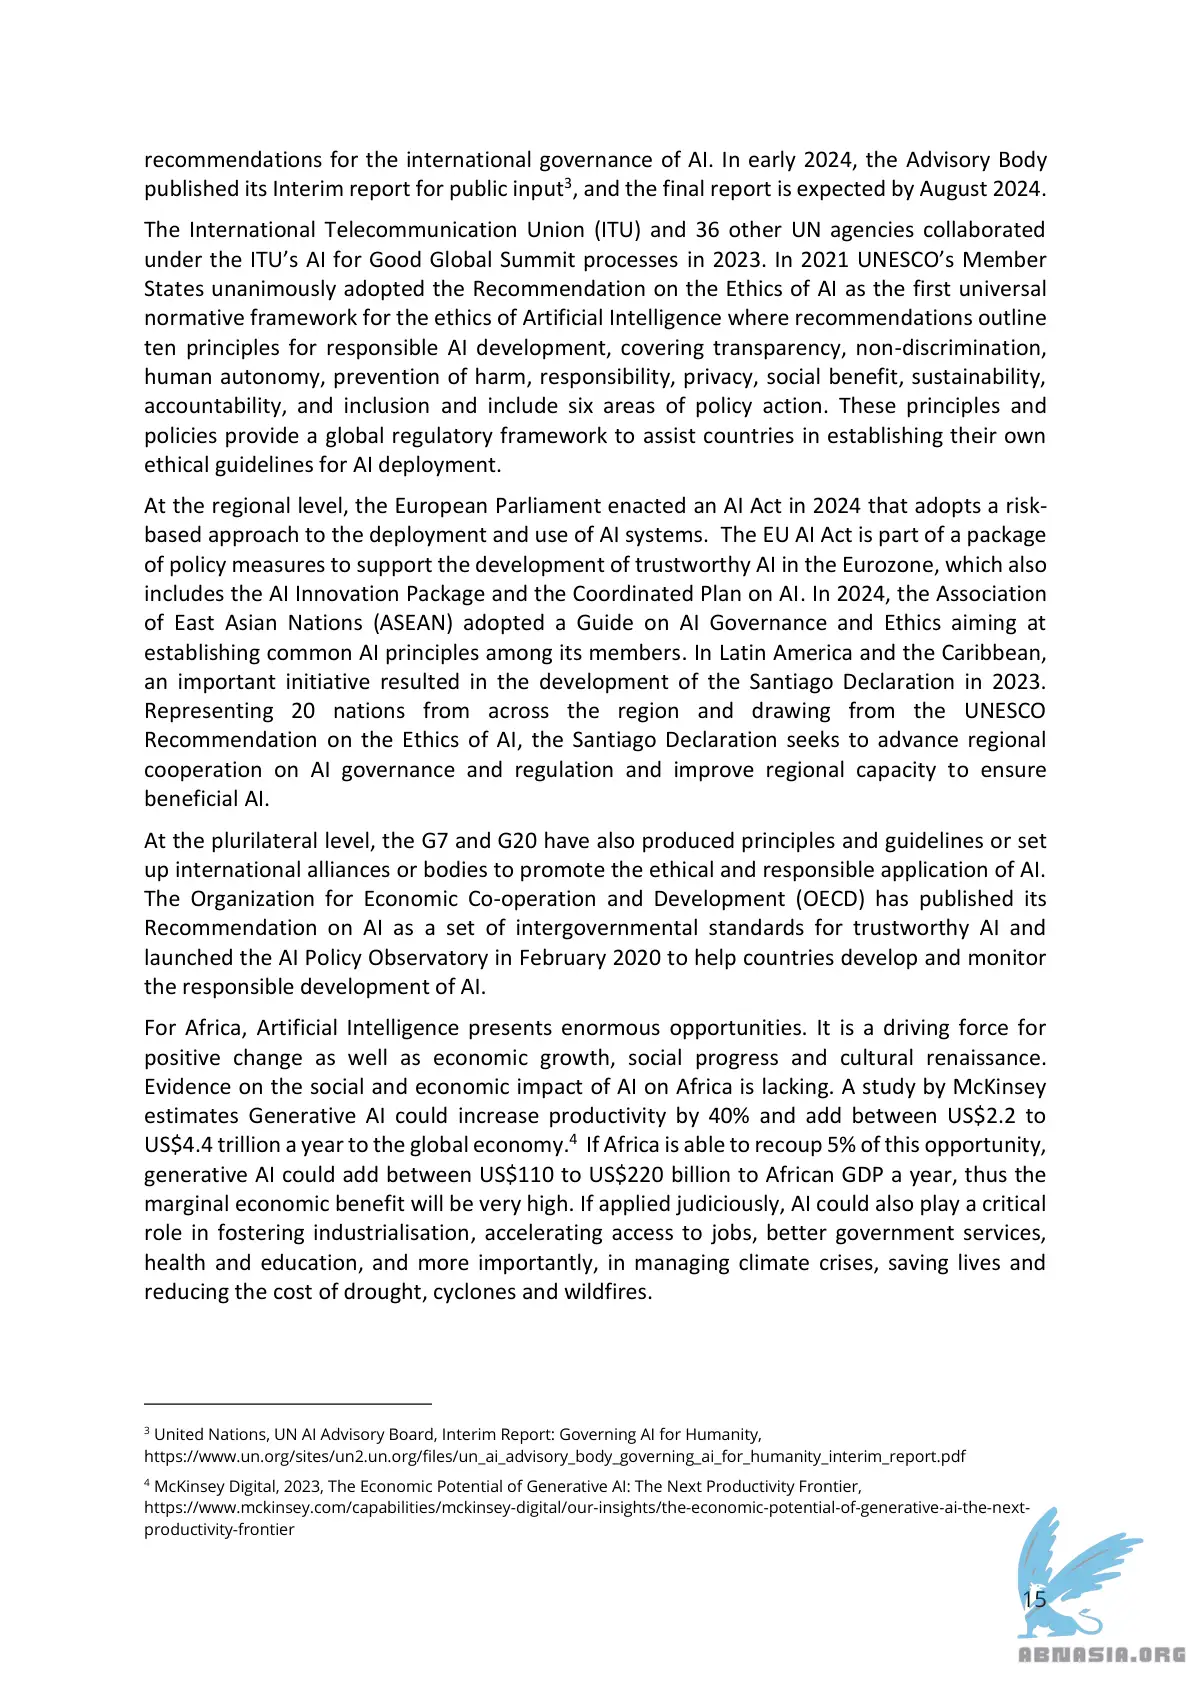 recommendations for the international governance of AI. In early 2024, the Advisory Body
published its Interim report for public input3, and the final report is expected by August 2024.
The International Telecommunication Union (ITU) and 36 other UN agencies collaborated
under the ITU’s AI for Good Global Summit processes in 2023. In 2021 UNESCO’s Member
States unanimously adopted the Recommendation on the Ethics of AI as the first universal
normative framework for the ethics of Artificial Intelligence where recommendations outline
ten principles for responsible AI development, covering transparency, non-discrimination,
human autonomy, prevention of harm, responsibility, privacy, social benefit, sustainability,
accountability, and inclusion and include six areas of policy action. These principles and
policies provide a global regulatory framework to assist countries in establishing their own
ethical guidelines for AI deployment.
At the regional level, the European Parliament enacted an AI Act in 2024 that adopts a risk-
based approach to the deployment and use of AI systems.  The EU AI Act is part of a package
of policy measures to support the development of trustworthy AI in the Eurozone, which also
includes the AI Innovation Package and the Coordinated Plan on AI. In 2024, the Association
of East Asian Nations (ASEAN) adopted a Guide on AI Governance and Ethics aiming at
establishing common AI principles among its members. In Latin America and the Caribbean,
an important initiative resulted in the development of the Santiago Declaration in 2023.
Representing 20 nations from across the region and drawing from the UNESCO
Recommendation on the Ethics of AI, the Santiago Declaration seeks to advance regional
cooperation on AI governance and regulation and improve regional capacity to ensure
beneficial AI.
At the plurilateral level, the G7 and G20 have also produced principles and guidelines or set
up international alliances or bodies to promote the ethical and responsible application of AI.
The Organization for Economic Co-operation and Development (OECD) has published its
Recommendation on AI as a set of intergovernmental standards for trustworthy AI and
launched the AI Policy Observatory in February 2020 to help countries develop and monitor
the responsible development of AI.
For Africa, Artificial Intelligence presents enormous opportunities. It is a driving force for
positive change as well as economic growth, social progress and cultural renaissance.
Evidence on the social and economic impact of AI on Africa is lacking. A study by McKinsey
estimates Generative AI could increase productivity by 40% and add between US$2.2 to
US$4.4 trillion a year to the global economy.4  If Africa is able to recoup 5% of this opportunity,
generative AI could add between US$110 to US$220 billion to African GDP a year, thus the
marginal economic benefit will be very high. If applied judiciously, AI could also play a critical
role in fostering industrialisation, accelerating access to jobs, better government services,
health and education, and more importantly, in managing climate crises, saving lives and
reducing the cost of drought, cyclones and wildfires.
3 United Nations, UN AI Advisory Board, Interim Report: Governing AI for Humanity,
https://www.un.org/sites/un2.un.org/files/un_ai_advisory_body_governing_ai_for_humanity_interim_report.pdf
4 McKinsey Digital, 2023, The Economic Potential of Generative AI: The Next Productivity Frontier,
https://www.mckinsey.com/capabilities/mckinsey-digital/our-insights/the-economic-potential-of-generative-ai-the-next-
productivity-frontier
15
ABNASIA.ORG